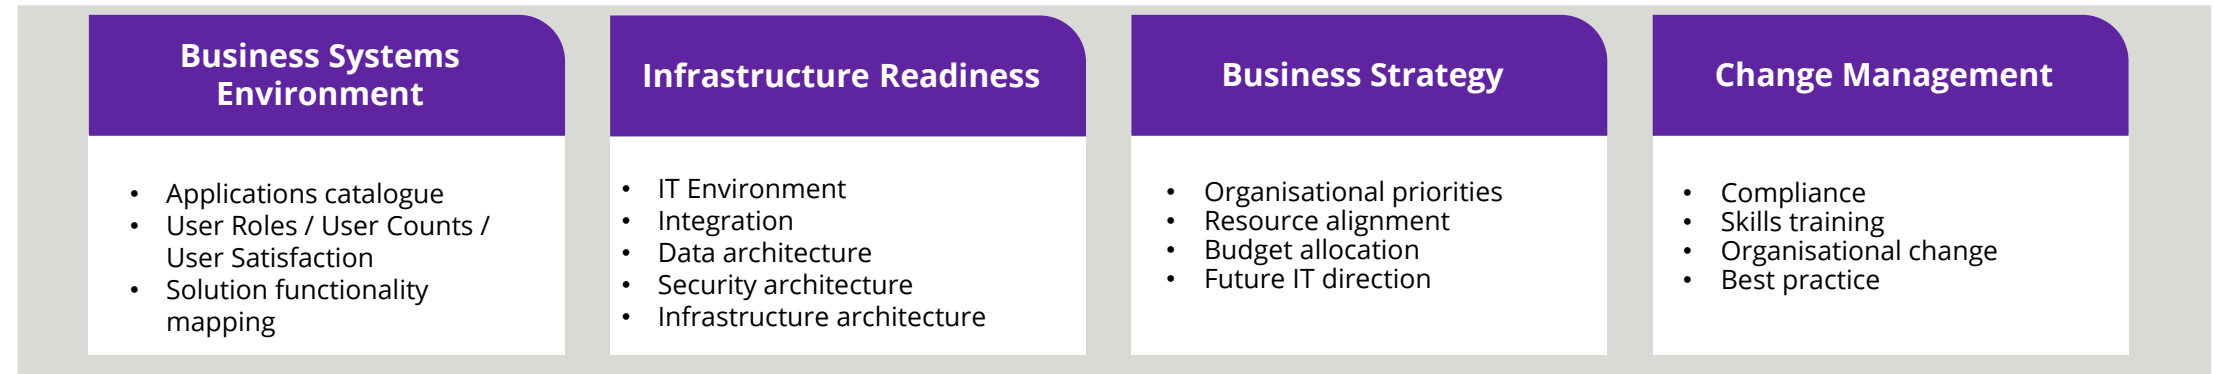 Business Systems
Environment
• Applications catalogue
• User Roles / User Counts /
User Satisfaction
• Solution functionality
mapping
Infrastructure Readiness
• IT Environment
• Integration
• Data architecture
• Security architecture
• Infrastructure architecture
Business Strategy
• Organisational priorities
• Resource alignment
• Budget allocation
• Future IT direction
Change Management
• Compliance
• Skills training
• Organisational change
• Best practice